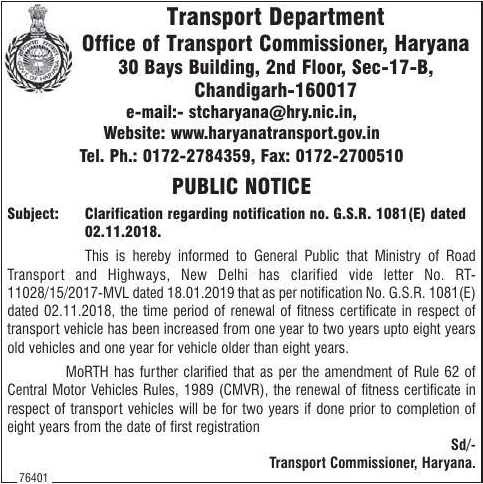 Transport Department
Office of Transport Commissioner, Haryana
30 Bays Building, 2nd Floor, Sec-17-B,
Chandigarh-160017
e-mail:- stcharyana@hry.nic.in,
Website: www.haryanatransport.gov.in
Tel. Ph.: 0172-2784359, Fax: 0172-2700510
PUBLIC NOTICE
Subject: Clarification regarding notification no. G.S.R. 1081(E) dated
02.11.2018.
This is hereby informed to General Public that Ministry of Road
Transport and Highways, New Delhi has clarified vide letter No. RT-
11028/15/2017-MVL dated 18.01.2019 that as per notification No. G.S.R. 1081(E)
dated 02.11.2018, the time period of renewal of fitness certificate in respect of
transport vehicle has been increased from one year to two years upto eight years
old vehicles and one year for vehicle older than eight years.
MoRTH has further clarified that as per the amendment of Rule 62 of
Central Motor Vehicles Rules, 1989 (CMVR), the renewal of fitness certificate in
respect of transport vehicles will be for two years if done prior to completion of
eight years from the date of first registration
Sd/-
Transport Commissioner, Haryana.
76401